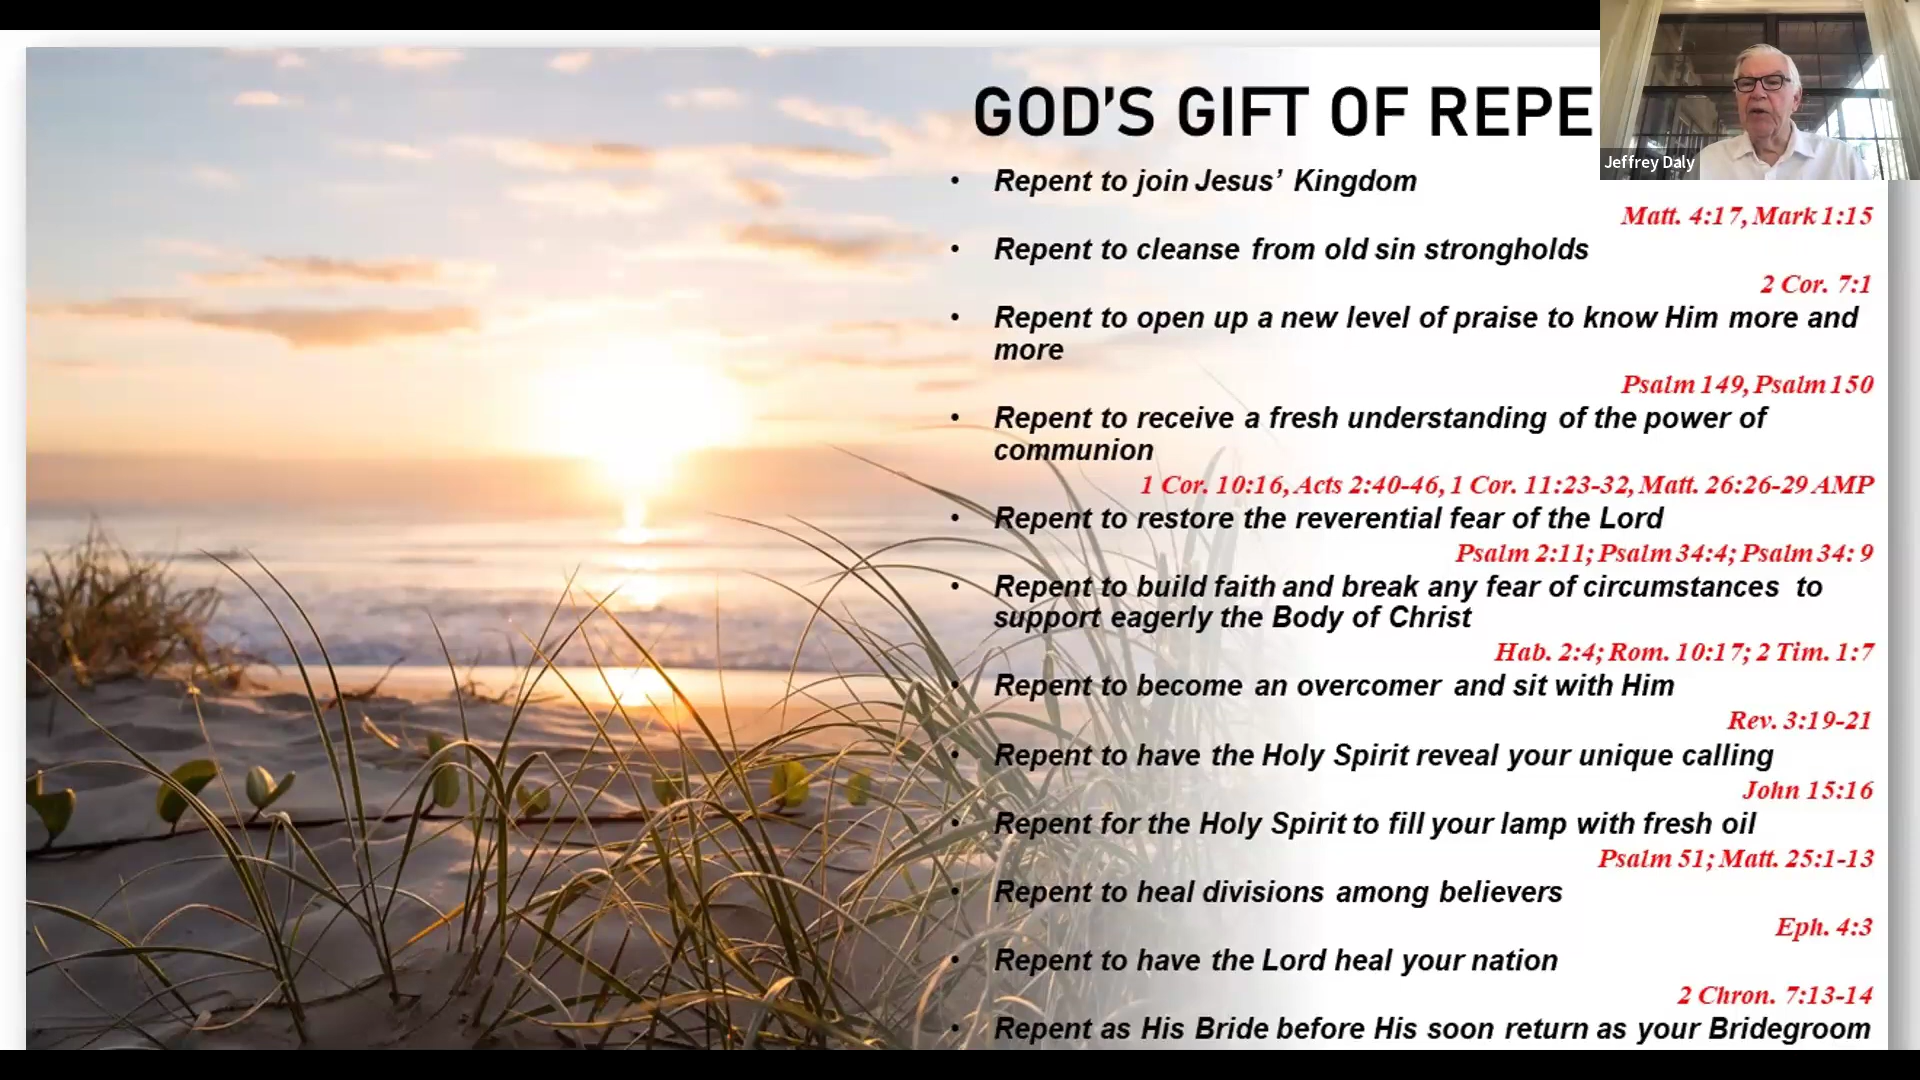 GOD'S GIFT OF REPE
Jeffrey Daly
• Repent to join Jesus' Kingdom
Matt. 4:17, Mark 1:15
• Repent to cleanse from old sin strongholds
2 Cor. 7:1
• Repent to open up a new level of praise to know Him more and
more
Psalm 149, Psalm 150
• Repent to receive a fresh understanding of the power of
communion
1 Cor. 10:16, Acts 2:40-46, 1 Cor. 11:23-32, Matt. 26:26-29 AMP
• Repent to restore the reverential fear of the Lord
Psalm 2:11; Psalm 34:4; Psalm 34: 9
• Repent to build faith and break any fear of circumstances to
support eagerly the Body of Christ
Hab. 2:4; Rom. 10:17; 2 Tim. 1:7
• Repent to become an overcomer and sit with Him
Rev. 3:19-21
• Repent to have the Holy Spirit reveal your unique calling
John 15:16
• Repent for the Holy Spirit to fill your lamp with fresh oil
Psalm 51; Matt. 25:1-13
• Repent to heal divisions among believers
Eph. 4:3
• Repent to have the Lord heal your nation
2 Chron. 7:13-14
• Repent as His Bride before His soon return as your Bridegroom